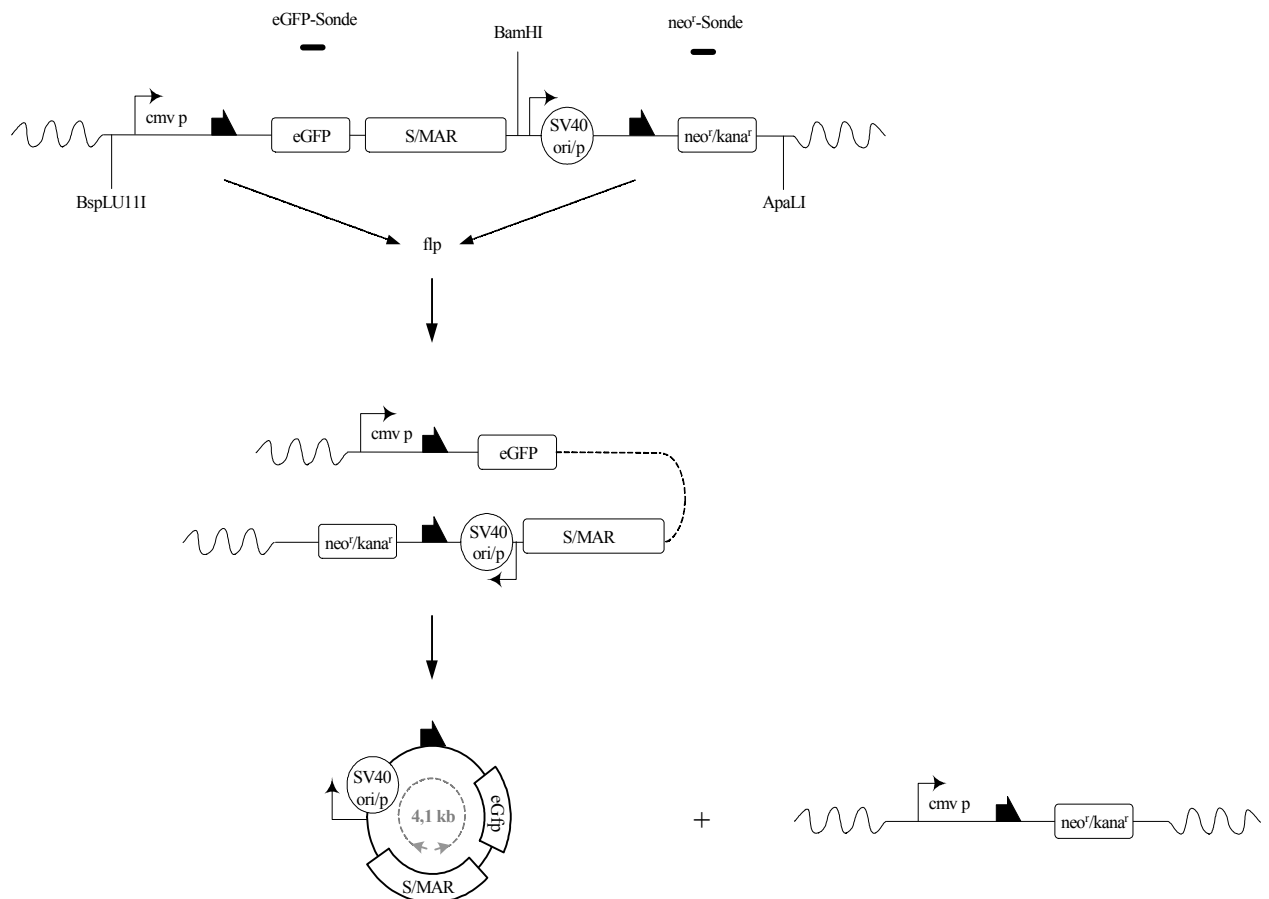 eGFP-Sonde
neoʳ-Sonde
BamHI
cmv p
eGFP
S/MAR
SV40
ori/p
neoʳ/kanaʳ
BspLU11I
ApaLI
flp
cmv p
eGFP
neoʳ/kanaʳ
SV40
ori/p
S/MAR
SV40
ori/p
4,1 kb
eGfp
S/MAR
+
cmv p
neoʳ/kanaʳ